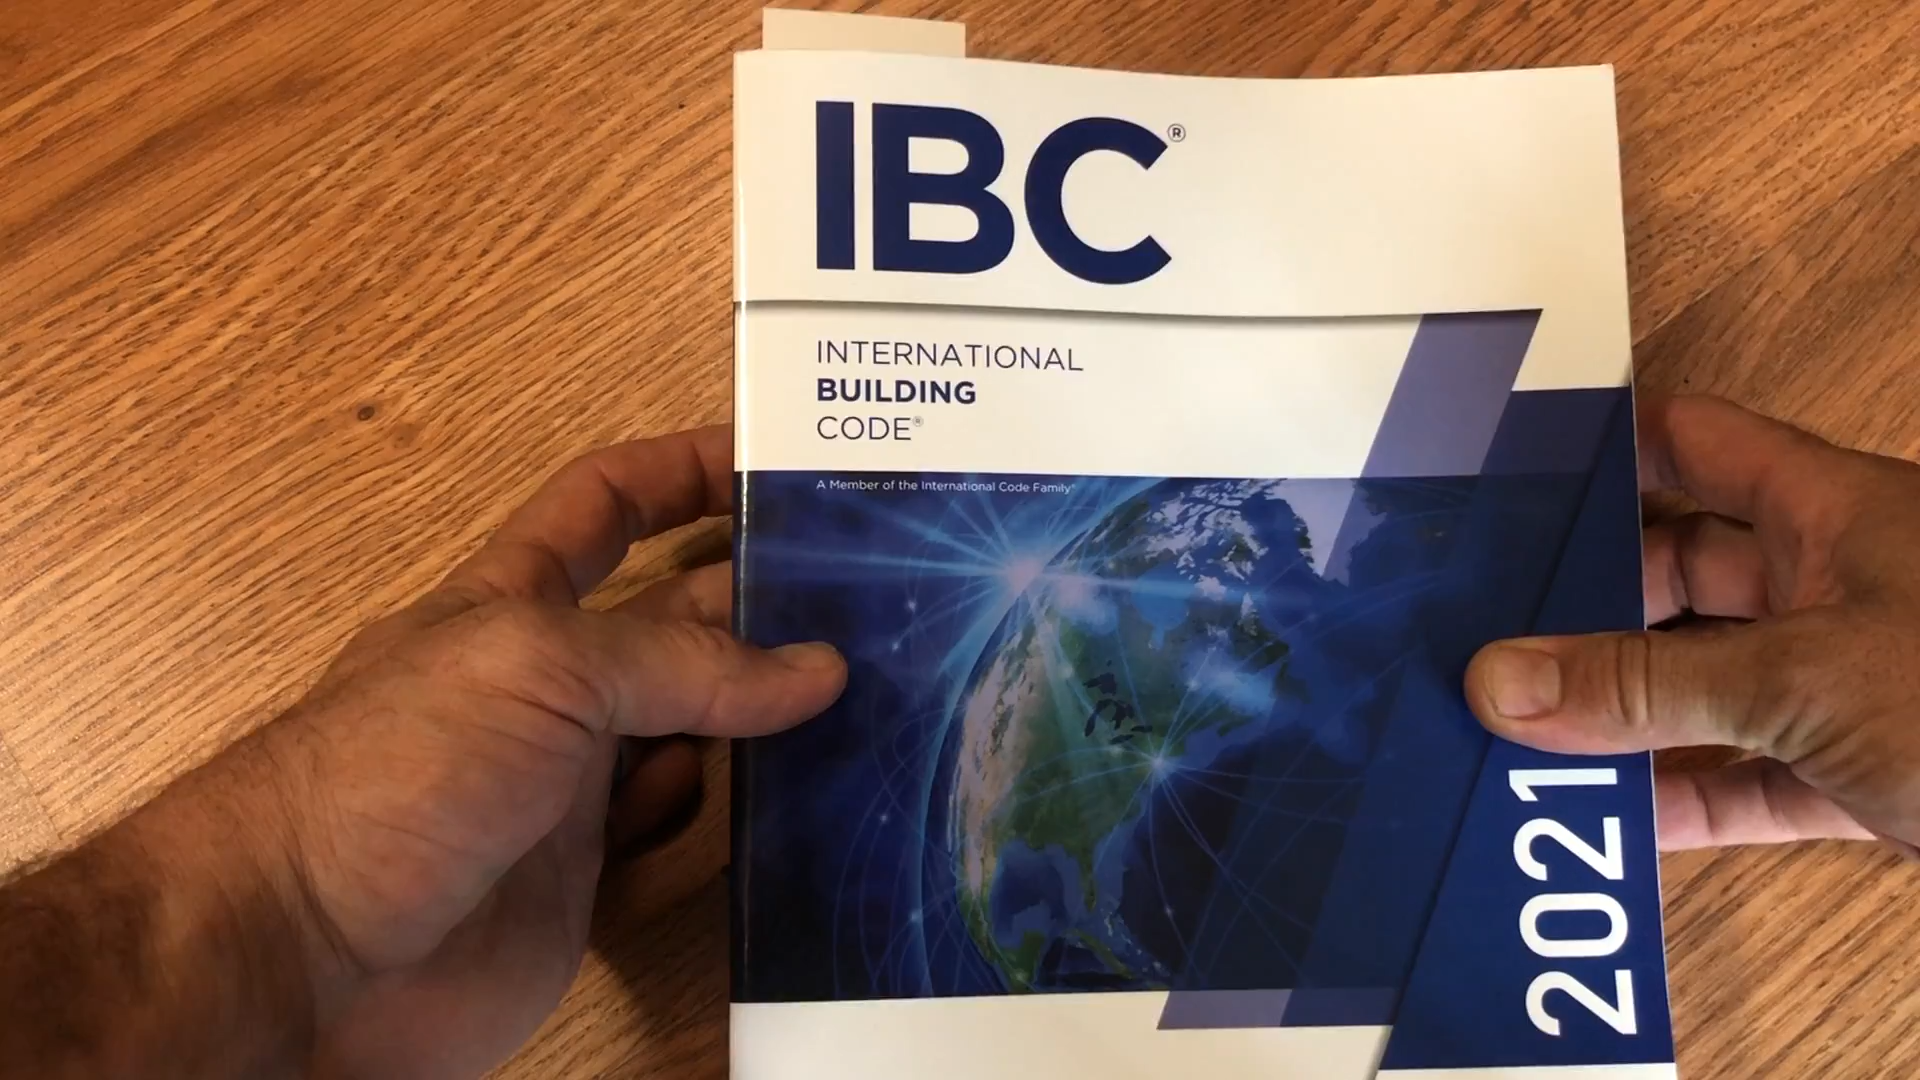 IBC®
INTERNATIONAL
BUILDING
CODE®
A Member of the International Code Family®
2021